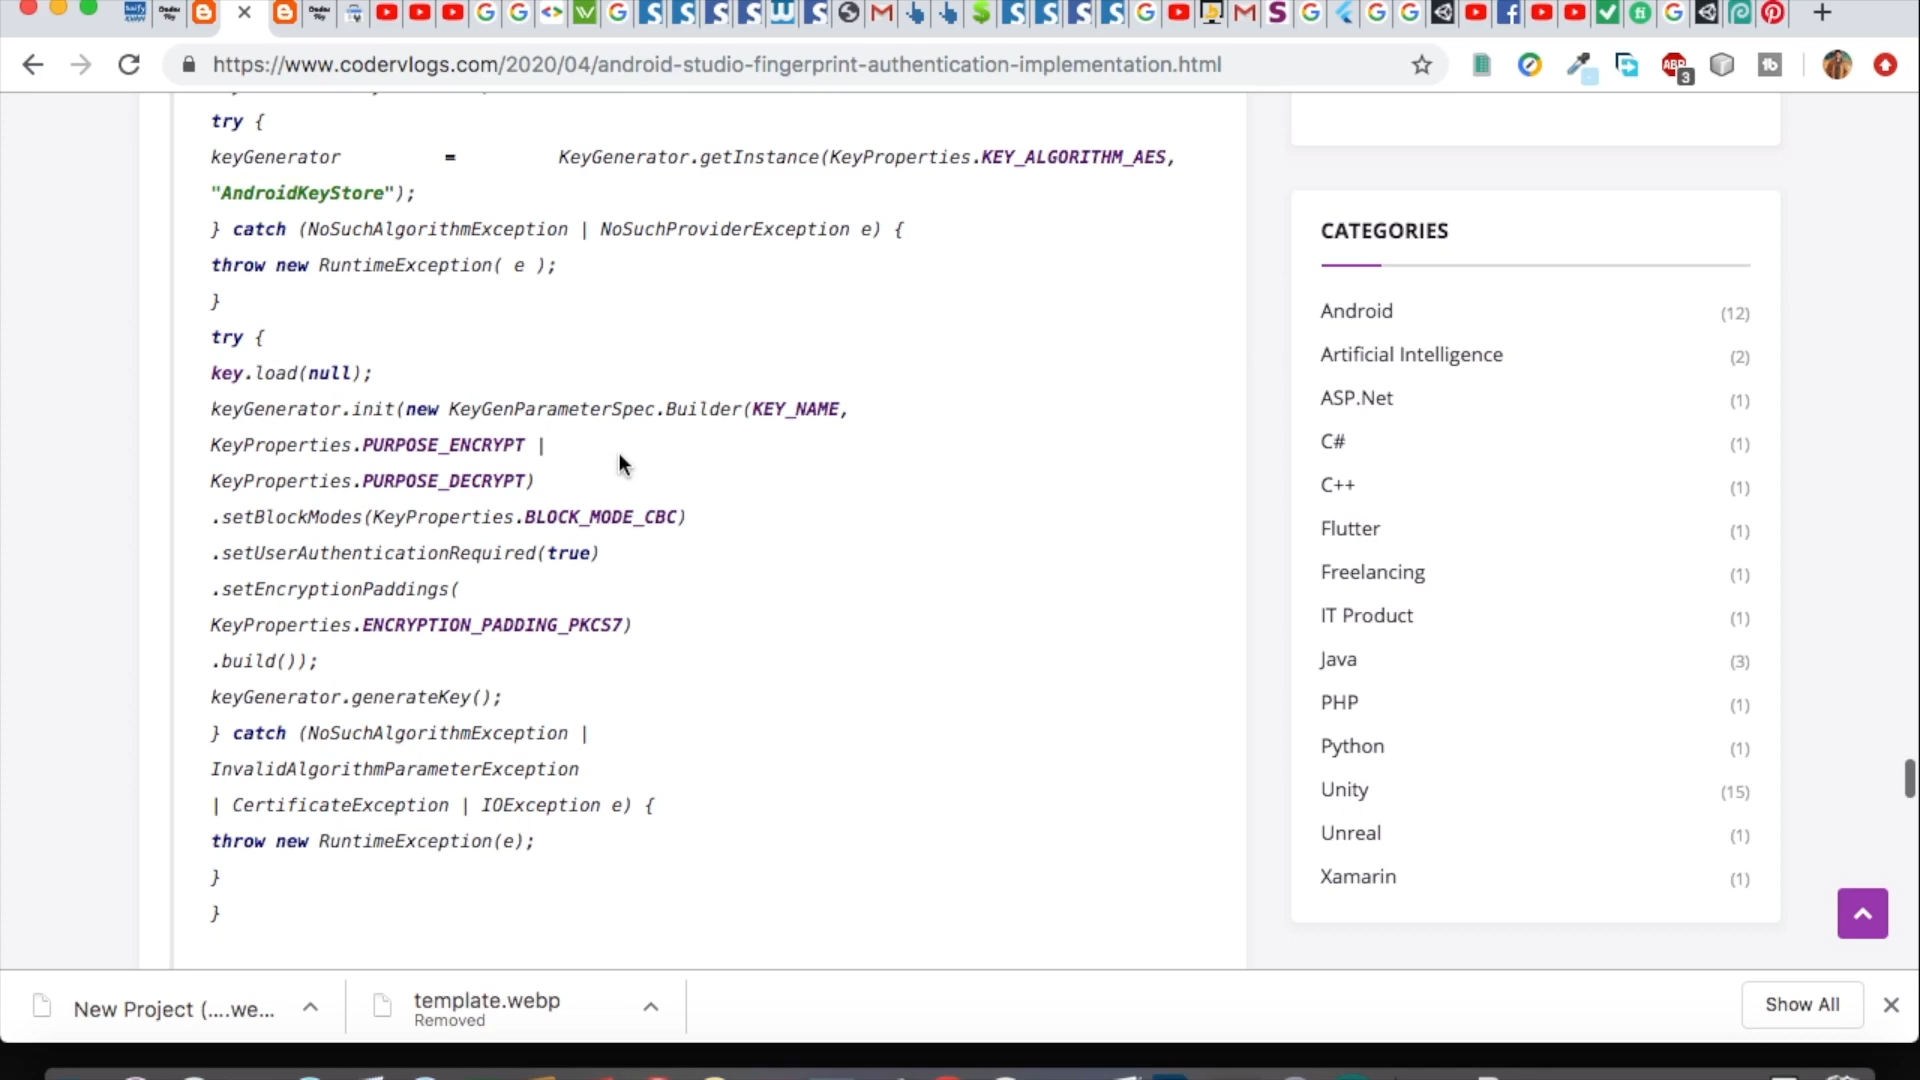 https://www.codervlogs.com/2020/04/android-studio-fingerprint-authentication-implementation.html
3
try {
keyGenerator = KeyGenerator.getInstance(KeyProperties.KEY_ALGORITHM_AES,
"AndroidKeyStore");
} catch (NoSuchAlgorithmException | NoSuchProviderException e) {
throw new RuntimeException( e );
}
try {
key.load(null);
keyGenerator.init(new KeyGenParameterSpec.Builder(KEY_NAME,
KeyProperties.PURPOSE_ENCRYPT |
KeyProperties.PURPOSE_DECRYPT)
.setBlockModes(KeyProperties.BLOCK_MODE_CBC)
.setUserAuthenticationRequired(true)
.setEncryptionPaddings(
KeyProperties.ENCRYPTION_PADDING_PKCS7)
.build());
keyGenerator.generateKey();
} catch (NoSuchAlgorithmException |
InvalidAlgorithmParameterException
| CertificateException | IOException e) {
throw new RuntimeException(e);
}
}
CATEGORIES
Android (12)
Artificial Intelligence (2)
ASP.Net (1)
C# (1)
C++ (1)
Flutter (1)
Freelancing (1)
IT Product (1)
Java (3)
PHP (1)
Python (1)
Unity (15)
Unreal (1)
Xamarin (1)
New Project (....we...
template.webp
Removed
Show All